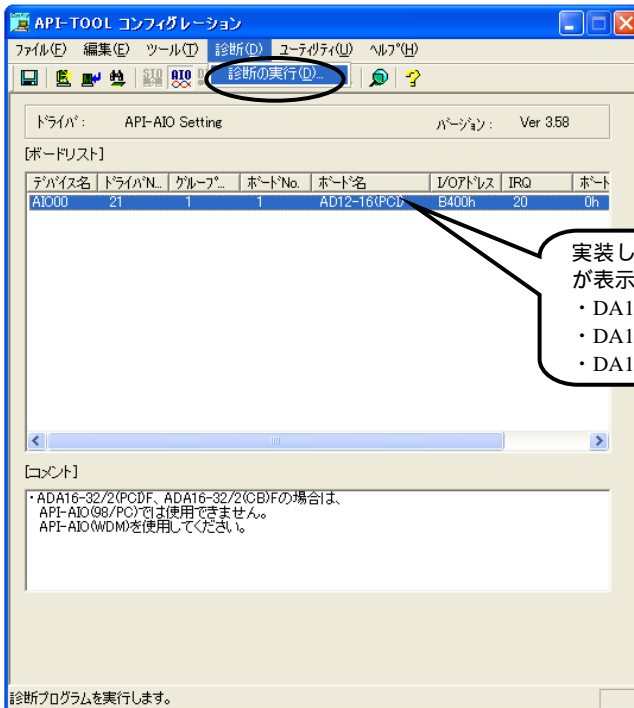 API-TOOL コンフィグレーション
ファイル(F) 編集(E) ツール(T) 診断(D) ユーティリティ(U) ヘルプ(H)
診断の実行(D)...
ドライバ: API-AIO Setting バージョン: Ver 3.58
[ボードリスト]
デバイス名 ドライバN... グループ... ボードNo. ボード名 I/Oアドレス IRQ ボート
AIO00 21 1 1 AD12-16(PCI) B400h 20 0h
実装し
が表示
・DA1
・DA1
・DA1
[コメント]
・ADA16-32/2(PCI)F、ADA16-32/2(CB)Fの場合は、
API-AIO(98/PC)では使用できません。
API-AIO(WDM)を使用してください。
診断プログラムを実行します。